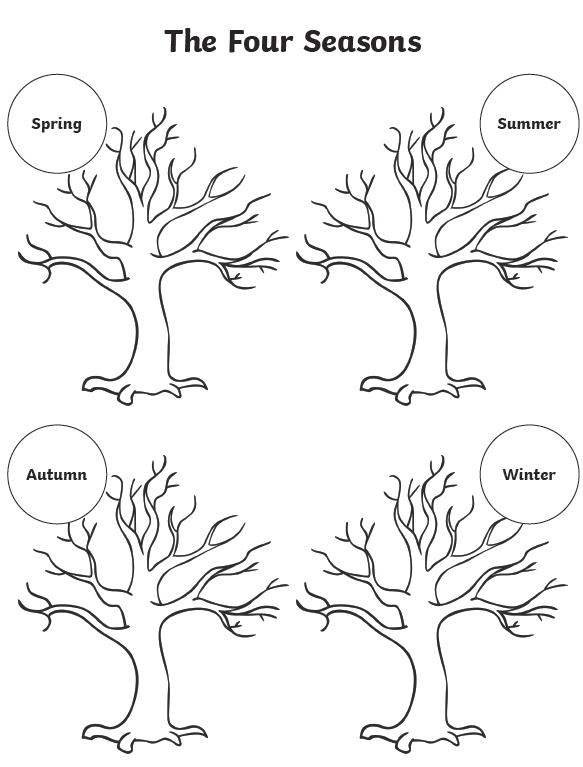 The Four Seasons
Spring
Summer
Autumn
Winter